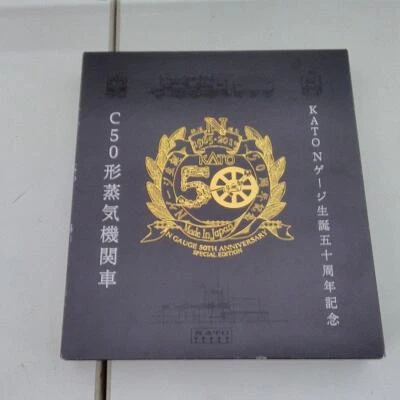 KATO Nゲージ生誕五十周年記念
C50形蒸気機関車
N
1965-2015
KATO
50
Made In Japan
N GAUGE 50TH ANNIVERSARY
SPECIAL EDITION
KATO